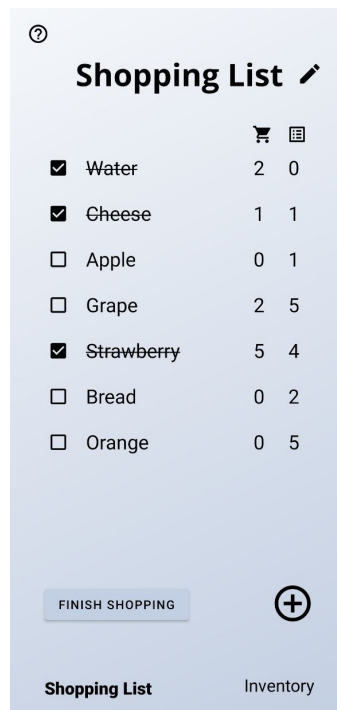 Shopping List
Water 2 0
Cheese 1 1
Apple 0 1
Grape 2 5
Strawberry 5 4
Bread 0 2
Orange 0 5
FINISH SHOPPING
Shopping List Inventory